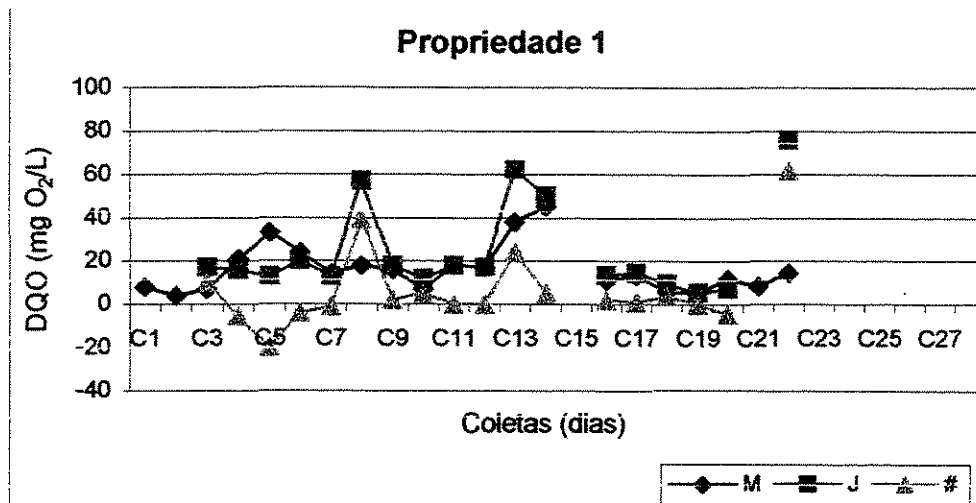 Propriedade 1
DQO (mg O₂/L)
100
80
60
40
20
0
-20
-40
C1 C3 C5 C7 C9 C11 C13 C15 C17 C19 C21 C23 C25 C27
Coletas (dias)
M J #